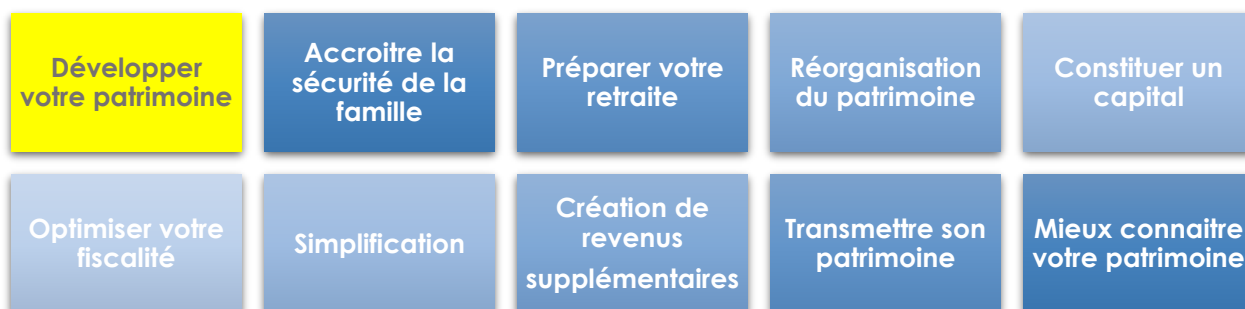 Développer
votre patrimoine
Accroitre la
sécurité de la
famille
Préparer votre
retraite
Réorganisation
du patrimoine
Constituer un
capital
Optimiser votre
fiscalité
Simplification
Création de
revenus
supplémentaires
Transmettre son
patrimoine
Mieux connaitre
votre patrimoine